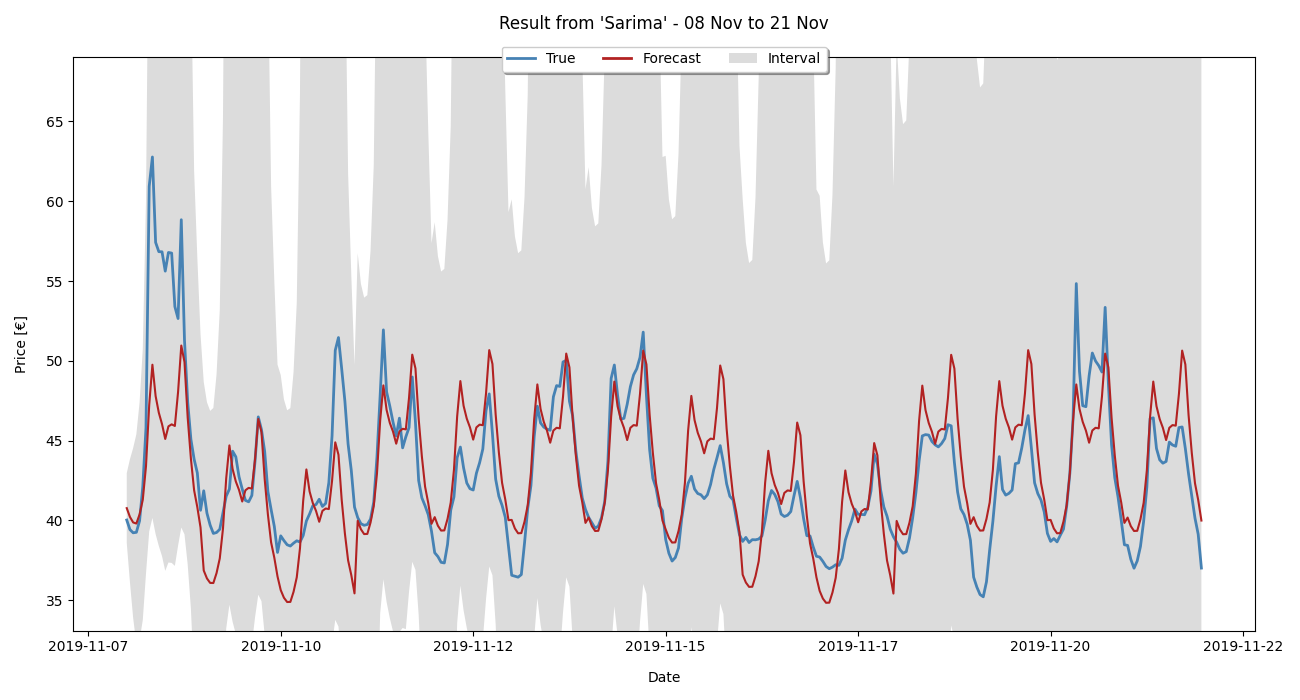 Result from 'Sarima' - 08 Nov to 21 Nov
True Forecast Interval
65
60
55
50
45
40
35
Price [€]
2019-11-07 2019-11-10 2019-11-12 2019-11-15 2019-11-17 2019-11-20 2019-11-22
Date